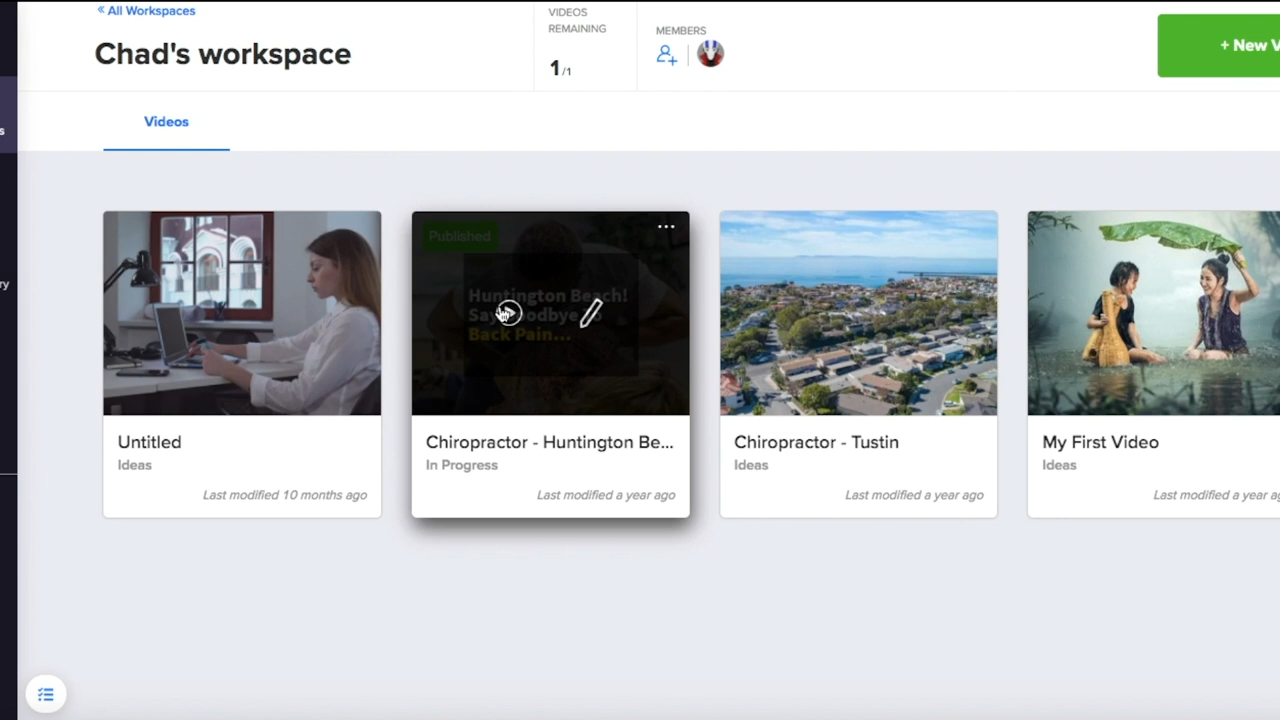 « All Workspaces
Chad's workspace
VIDEOS
REMAINING
1/1
MEMBERS
+ New V
s
Videos
ry
Published
Huntington Beach!
Say Goodbye to
Back Pain...
Untitled
Ideas
Last modified 10 months ago
Chiropractor - Huntington Be...
In Progress
Last modified a year ago
Chiropractor - Tustin
Ideas
Last modified a year ago
My First Video
Ideas
Last modified a year ag